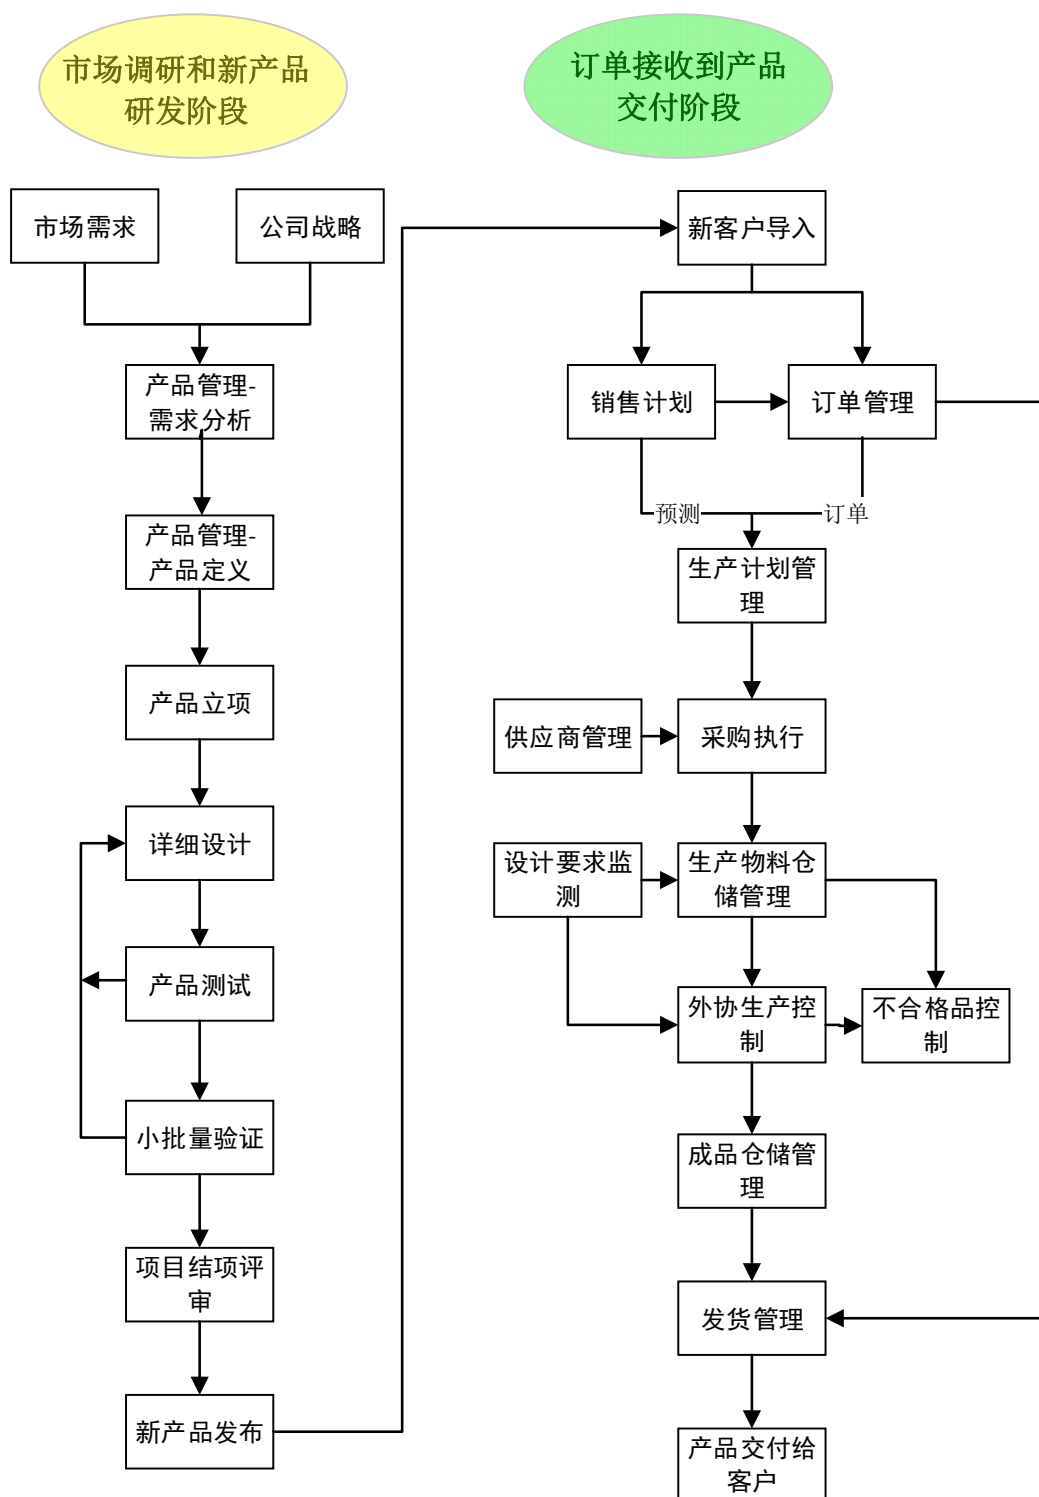 市场调研和新产品
研发阶段
市场需求
公司战略
产品管理-
需求分析
产品管理-
产品定义
产品立项
详细设计
产品测试
小批量验证
项目结项评
审
新产品发布
订单接收到产品
交付阶段
新客户导入
销售计划
订单管理
预测
订单
生产计划管
理
供应商管理
采购执行
设计要求监
测
生产物料仓
储管理
外协生产控
制
不合格品控
制
成品仓储管
理
发货管理
产品交付给
客户